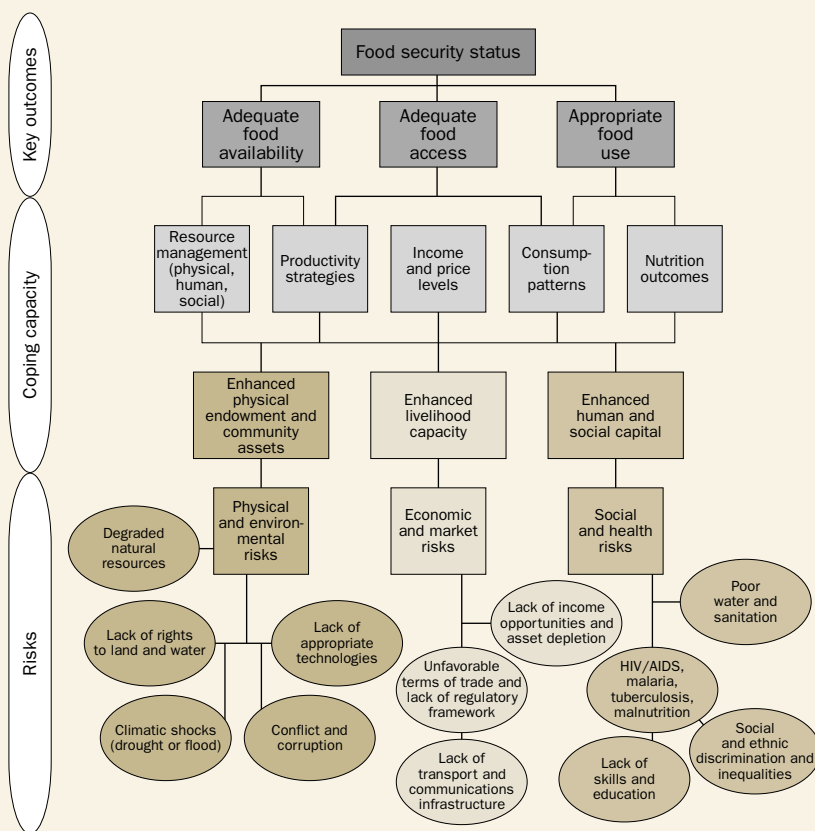 Key outcomes
Food security status
Adequate
food
availability
Adequate
food
access
Appropriate
food
use
Coping capacity
Resource
management
(physical,
human,
social)
Productivity
strategies
Income
and price
levels
Consump-
tion
patterns
Nutrition
outcomes
Enhanced
physical
endowment and
community
assets
Enhanced
livelihood
capacity
Enhanced
human and
social capital
Risks
Physical
and environ-
mental
risks
Economic
and market
risks
Social
and health
risks
Degraded
natural
resources
Lack of rights
to land and water
Lack of
appropriate
technologies
Climatic shocks
(drought or flood)
Conflict and
corruption
Lack of income
opportunities and
asset depletion
Unfavorable
terms of trade and
lack of regulatory
framework
Lack of
transport and
communications
infrastructure
Poor
water and
sanitation
HIV/AIDS,
malaria,
tuberculosis,
malnutrition
Social
and ethnic
discrimination and
inequalities
Lack of
skills and
education